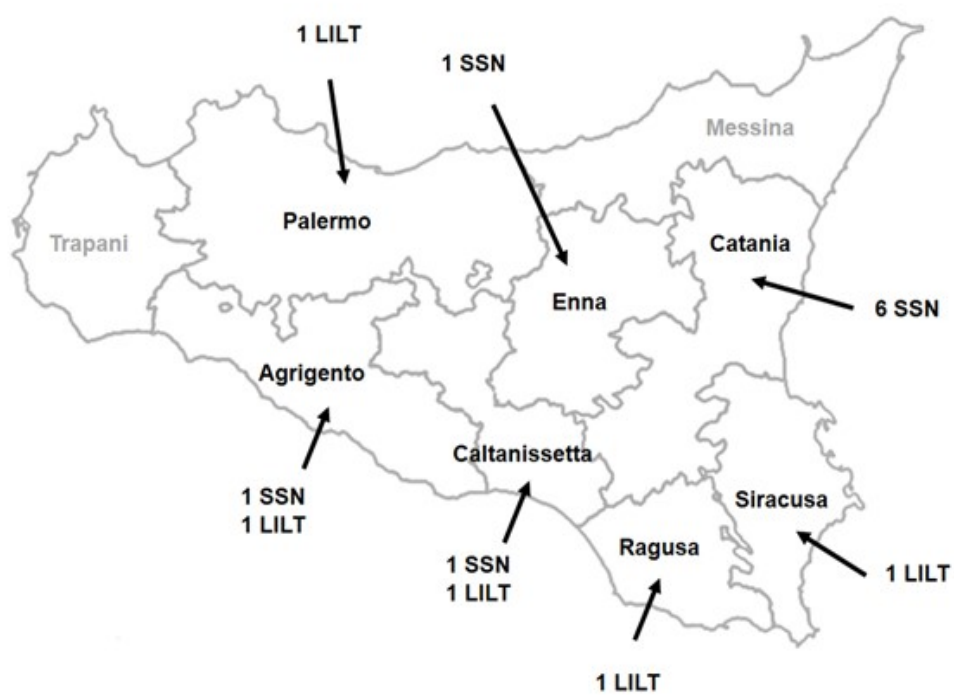 1 LILT
1 SSN
Messina
Palermo
Trapani
Catania
Enna
6 SSN
Agrigento
Caltanissetta
1 SSN
1 LILT
Siracusa
Ragusa
1 SSN
1 LILT
1 LILT
1 LILT